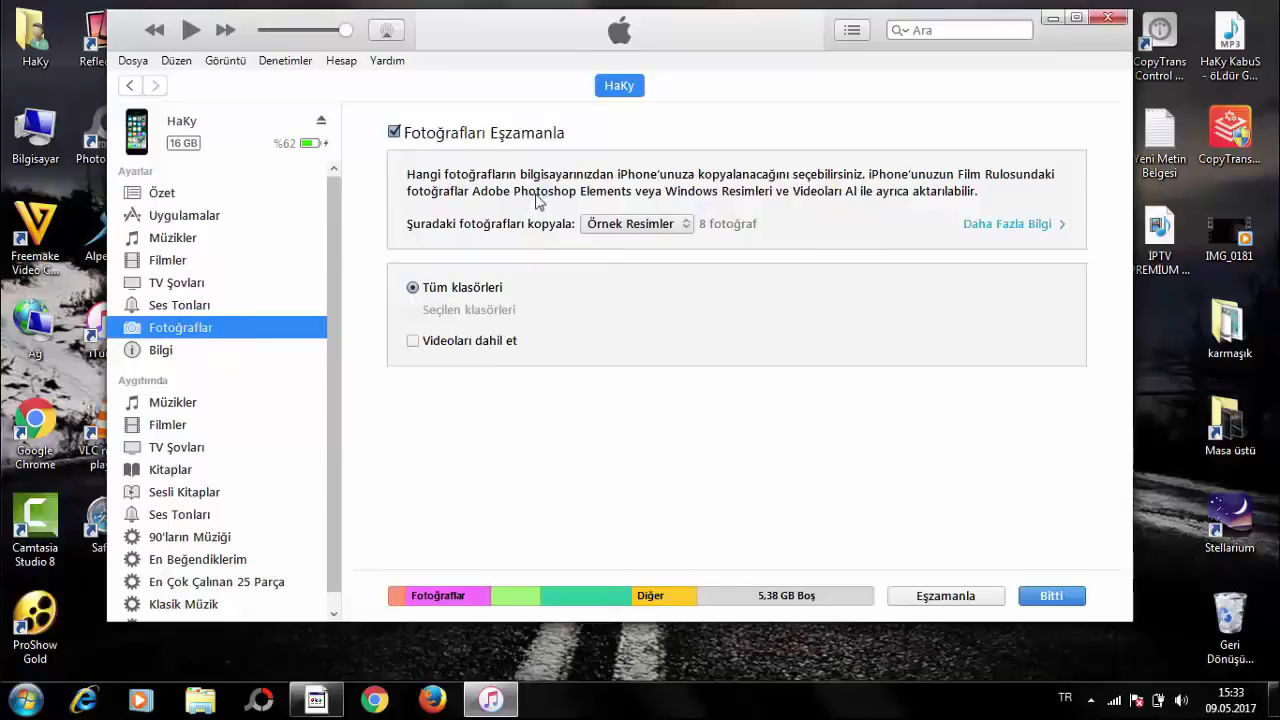 HaKy
Bilgisayar
Freemake
Video C...
Ağ
Google
Chrome
Camtasia
Studio 8
ProShow
Gold
Ara
Dosya Düzen Görüntü Denetimler Hesap Yardım
HaKy
HaKy
16 GB
%62
Ayarlar
Özet
Uygulamalar
Müzikler
Filmler
TV Şovları
Ses Tonları
Fotoğraflar
Bilgi
Aygıtımda
Müzikler
Filmler
TV Şovları
Kitaplar
Sesli Kitaplar
Ses Tonları
90'ların Müziği
En Beğendiklerim
En Çok Çalınan 25 Parça
Klasik Müzik
Fotoğrafları Eşzamanla
Hangi fotoğrafların bilgisayarınızdan iPhone'unuza kopyalanacağını seçebilirsiniz. iPhone'unuzun Film Rulosundaki
fotoğraflar Adobe Photoshop Elements veya Windows Resimleri ve Videoları Al ile ayrıca aktarılabilir.
Şuradaki fotoğrafları kopyala: Örnek Resimler 8 fotoğraf Daha Fazla Bilgi
Tüm klasörleri
Seçilen klasörleri
Videoları dahil et
Fotoğraflar Diğer 5,38 GB Boş Eşzamanla Bitti
CopyTrans
Control ...
HaKy KabuS
- öLdür G...
MP3
Yeni Metin
Belgesi
CopyTrans...
IPTV
PREMİUM ...
IMG_0181
karmaşık
Masa üstü
Stellarium
Geri
Dönüşü...
TR
15:33
09.05.2017